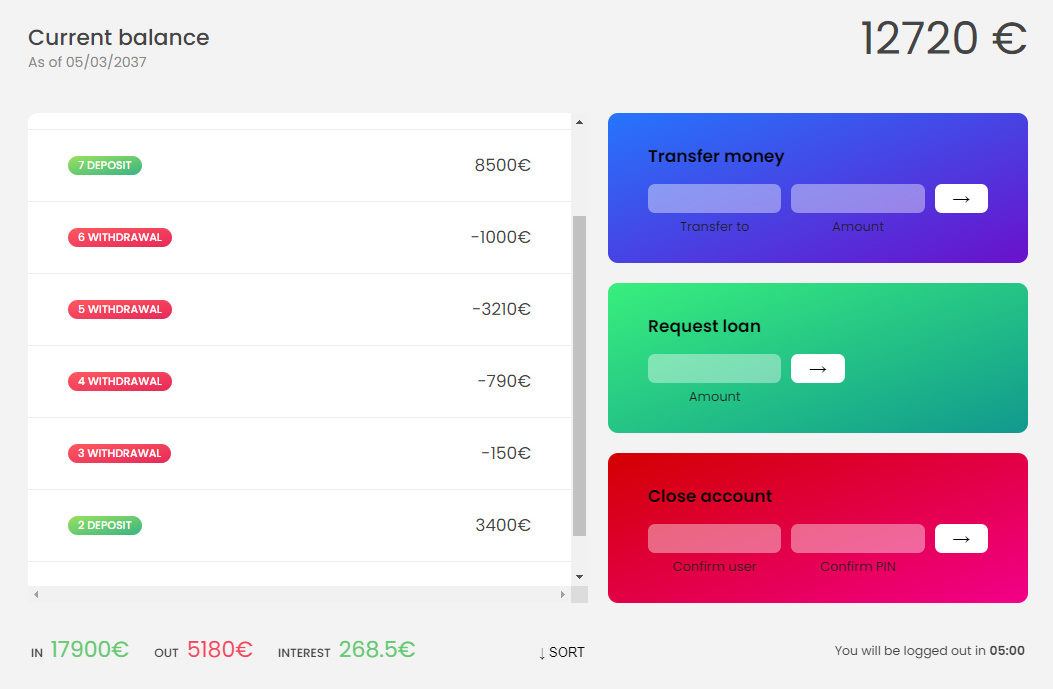 Current balance
As of 05/03/2037
12720 €
7 DEPOSIT 8500€
6 WITHDRAWAL -1000€
5 WITHDRAWAL -3210€
4 WITHDRAWAL -790€
3 WITHDRAWAL -150€
2 DEPOSIT 3400€
Transfer money
→
Transfer to Amount
Request loan
→
Amount
Close account
→
Confirm user Confirm PIN
IN 17900€ OUT 5180€ INTEREST 268.5€ ↓ SORT
You will be logged out in 05:00